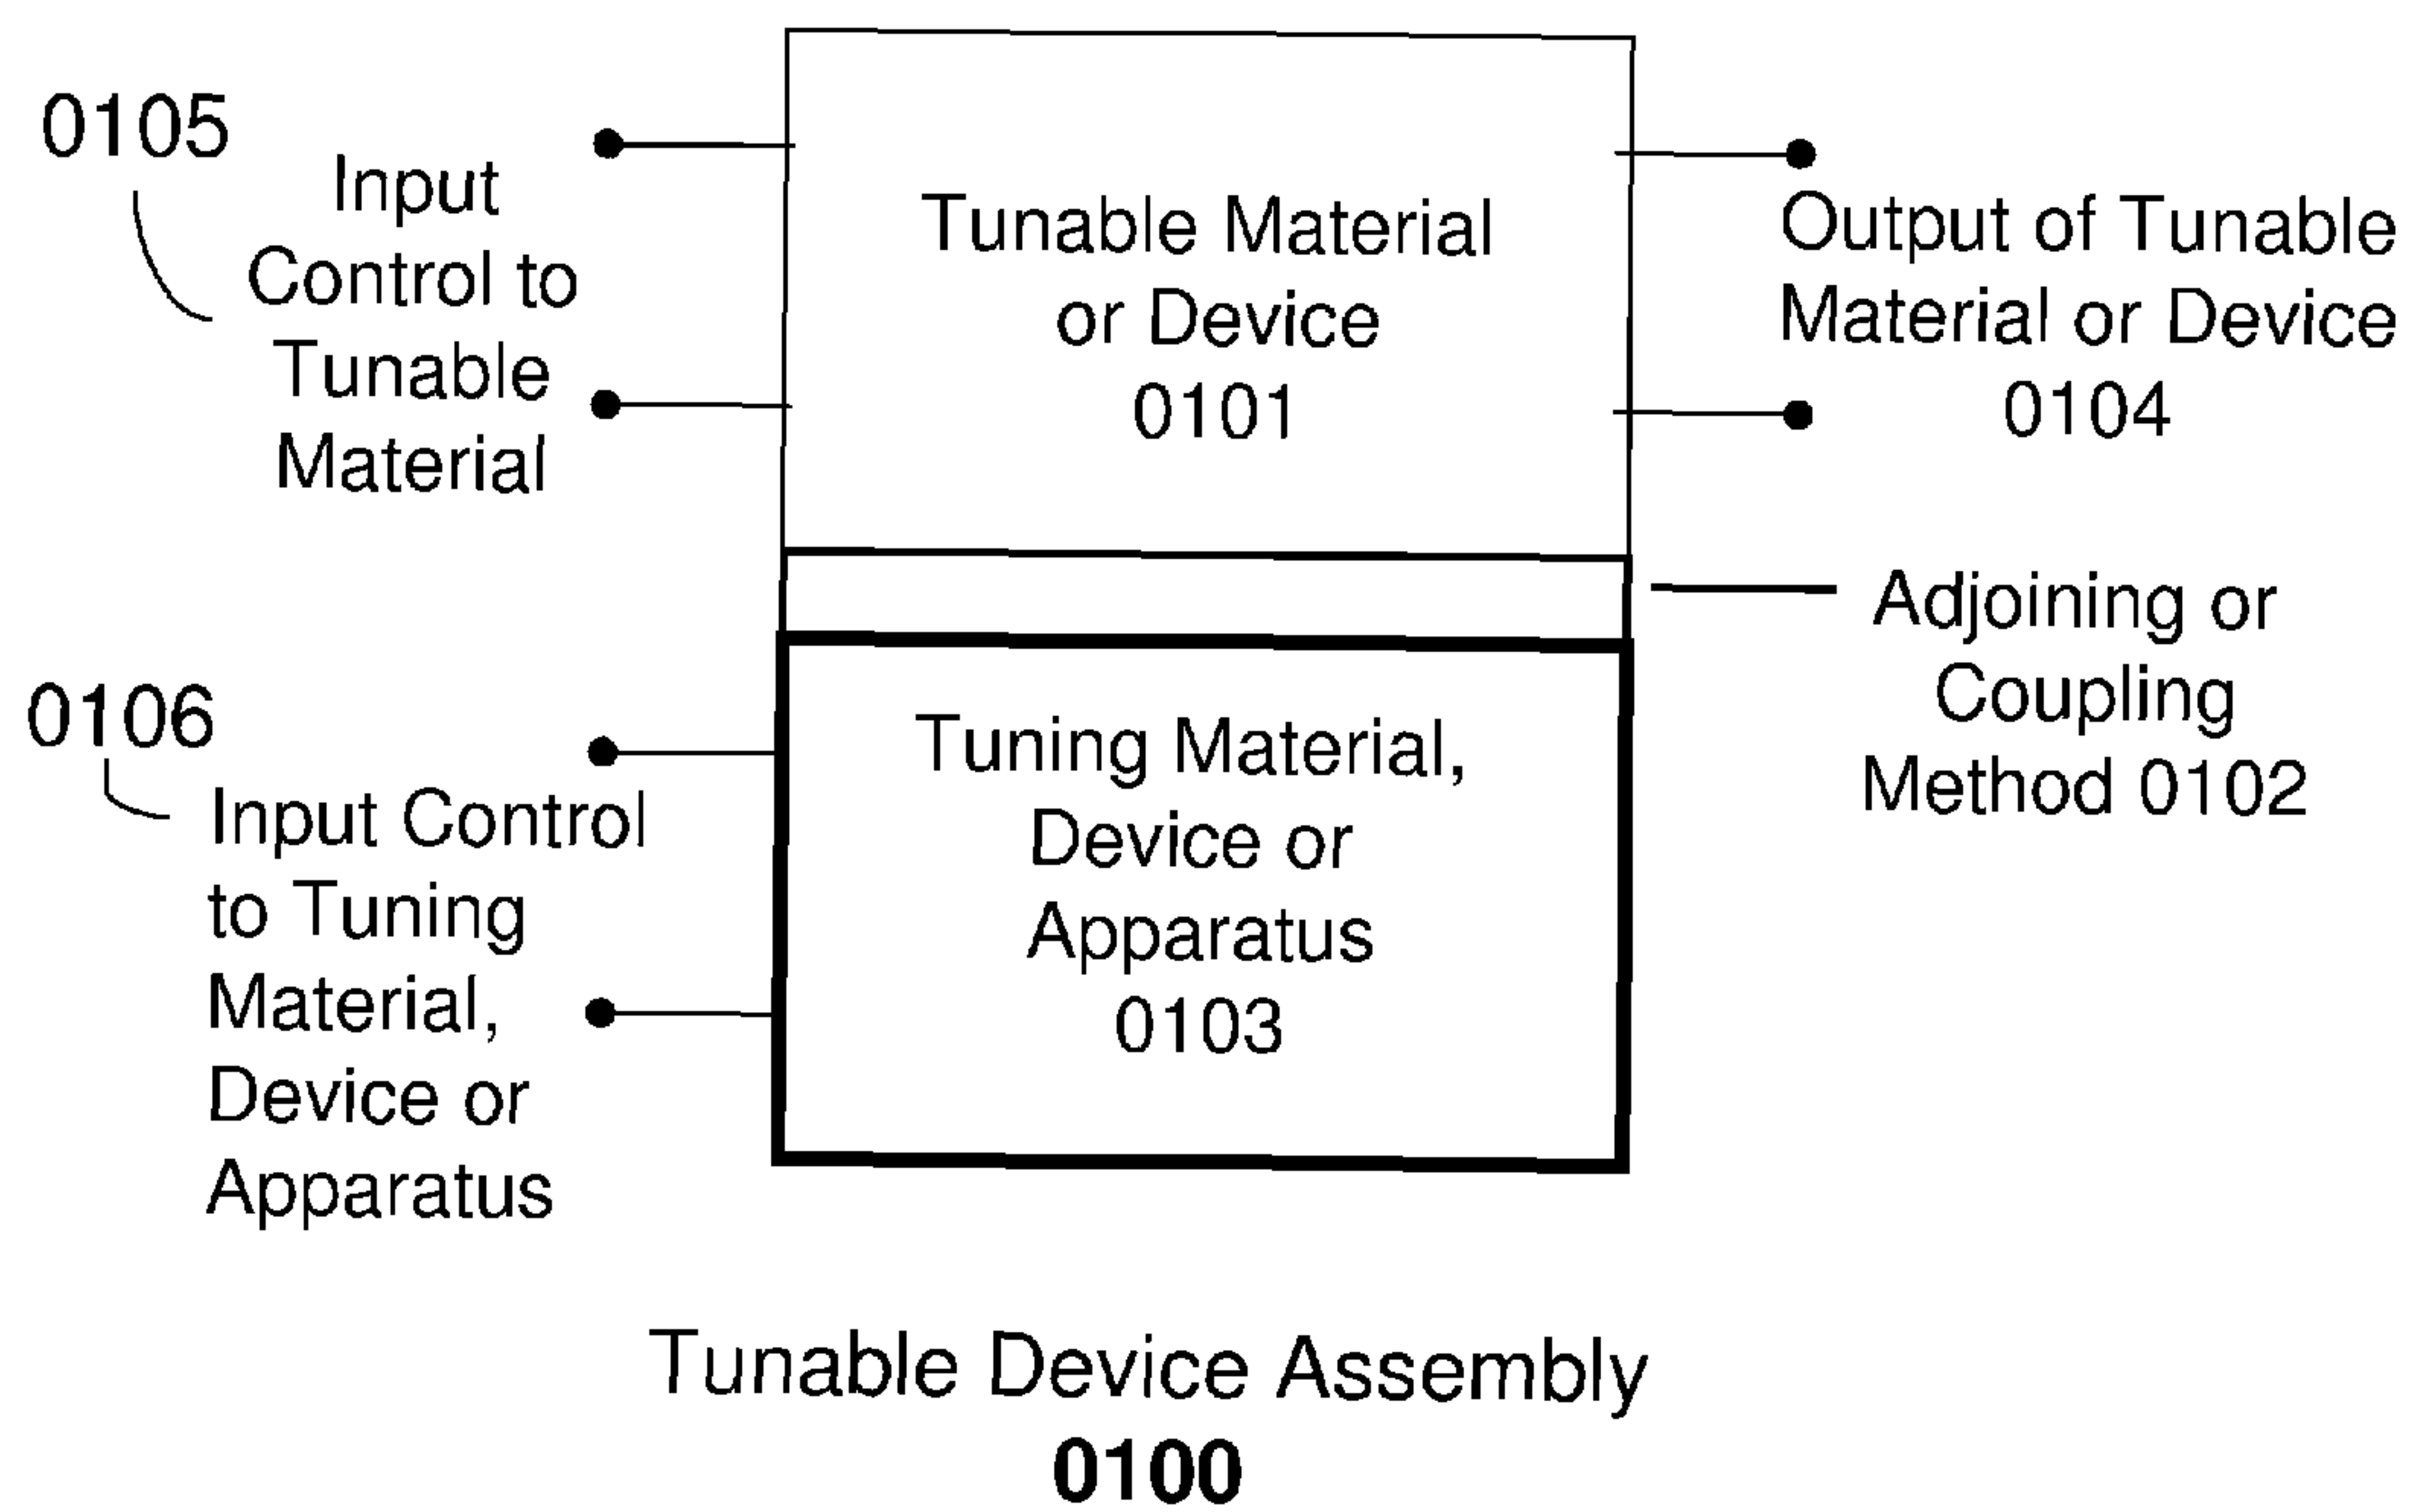 0105
Input
Control to
Tunable
Material
Tunable Material
or Device
0101
Output of Tunable
Material or Device
0104
Adjoining or
Coupling
Method 0102
0106
Input Control
to Tuning
Material,
Device or
Apparatus
Tuning Material,
Device or
Apparatus
0103
Tunable Device Assembly
0100